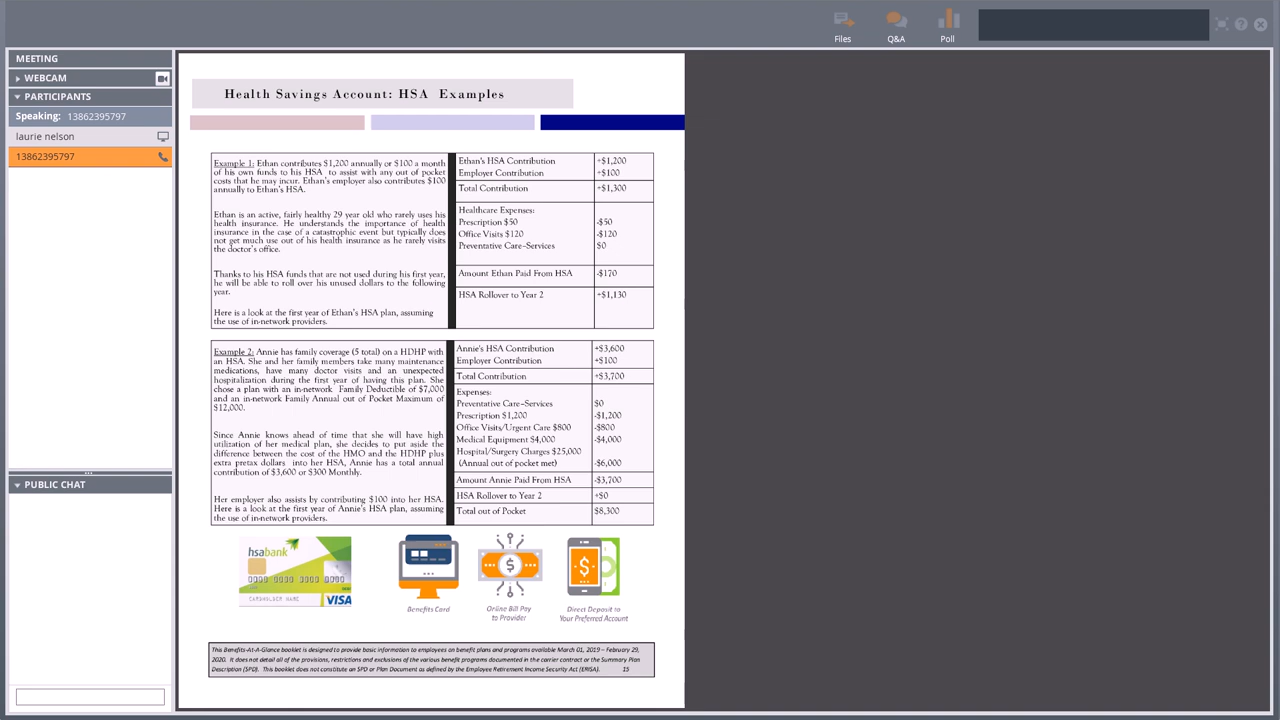 Files
Q&A
Poll
MEETING
WEBCAM
PARTICIPANTS
Speaking: 13862395797
laurie nelson
13862395797
PUBLIC CHAT
Health Savings Account: HSA Examples
Example 1: Ethan contributes $1,200 annually or $100 a month
of his own funds to his HSA to assist with any out of pocket
costs that he may incur. Ethan's employer also contributes $100
annually to Ethan's HSA.
Ethan is an active, fairly healthy 29 year old who rarely uses his
health insurance. He understands the importance of health
insurance in the case of a catastrophic event but typically does
not get much use out of his health insurance as he rarely visits
the doctor's office.
Thanks to his HSA funds that are not used during his first year,
he will be able to roll over his unused dollars to the following
year.
Here is a look at the first year of Ethan's HSA plan, assuming
the use of in-network providers.
Ethan's HSA Contribution +$1,200
Employer Contribution +$100
Total Contribution +$1,300
Healthcare Expenses:
Prescription $50 -$50
Office Visits $120 -$120
Preventative Care–Services $0
Amount Ethan Paid From HSA -$170
HSA Rollover to Year 2 +$1,130
Example 2: Annie has family coverage (5 total) on a HDHP with
an HSA. She and her family members take many maintenance
medications, have many doctor visits and an unexpected
hospitalization during the first year of having this plan. She
chose a plan with an in-network Family Deductible of $7,000
and an in-network Family Annual out of Pocket Maximum of
$12,000.
Since Annie knows ahead of time that she will have high
utilization of her medical plan, she decides to put aside the
difference between the cost of the HMO and the HDHP plus
extra pretax dollars into her HSA, Annie has a total annual
contribution of $3,600 or $300 Monthly.
Her employer also assists by contributing $100 into her HSA.
Here is a look at the first year of Annie's HSA plan, assuming
the use of in-network providers.
Annie's HSA Contribution +$3,600
Employer Contribution +$100
Total Contribution +$3,700
Expenses:
Preventative Care–Services $0
Prescription $1,200 -$1,200
Office Visits/Urgent Care $800 -$800
Medical Equipment $4,000 -$4,000
Hospital/Surgery Charges $25,000
(Annual out of pocket met) -$6,000
Amount Annie Paid From HSA -$3,700
HSA Rollover to Year 2 +$0
Total out of Pocket $8,300
hsabank
0000 0000 0000 0000
CARDHOLDER NAME
VISA
Benefits Card
Online Bill Pay
to Provider
Direct Deposit to
Your Preferred Account
This Benefits-At-A-Glance booklet is designed to provide basic information to employees on benefit plans and programs available March 01, 2019 – February 29,
2020. It does not detail all of the provisions, restrictions and exclusions of the various benefit programs documented in the carrier contract or the Summary Plan
Description (SPD). This booklet does not constitute an SPD or Plan Document as defined by the Employee Retirement Income Security Act (ERISA). 15